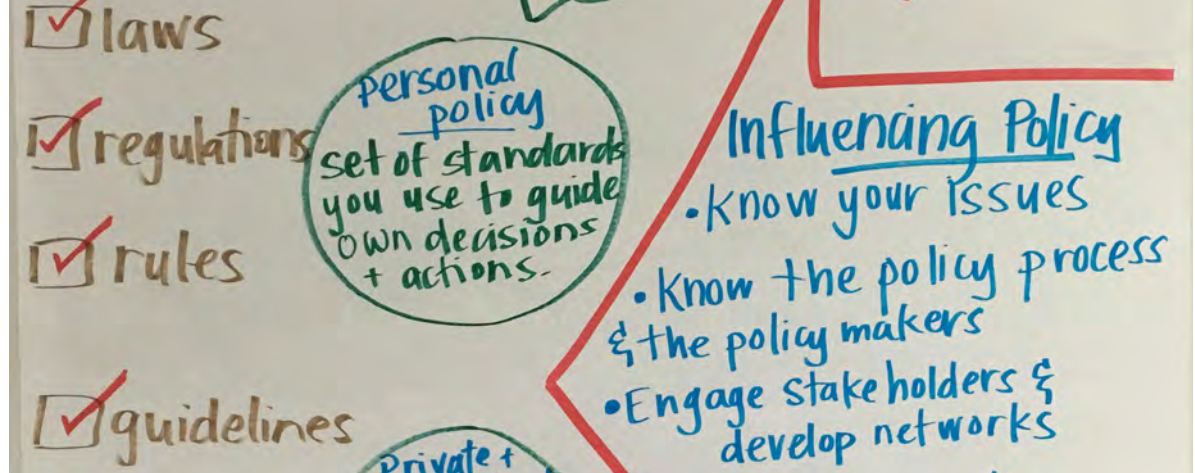 laws
regulations
rules
guidelines
personal
policy
set of standards
you use to guide
own decisions
+ actions.
Private +
Influencing Policy
• Know your issues
• Know the policy process
& the policy makers
• Engage stakeholders &
develop networks